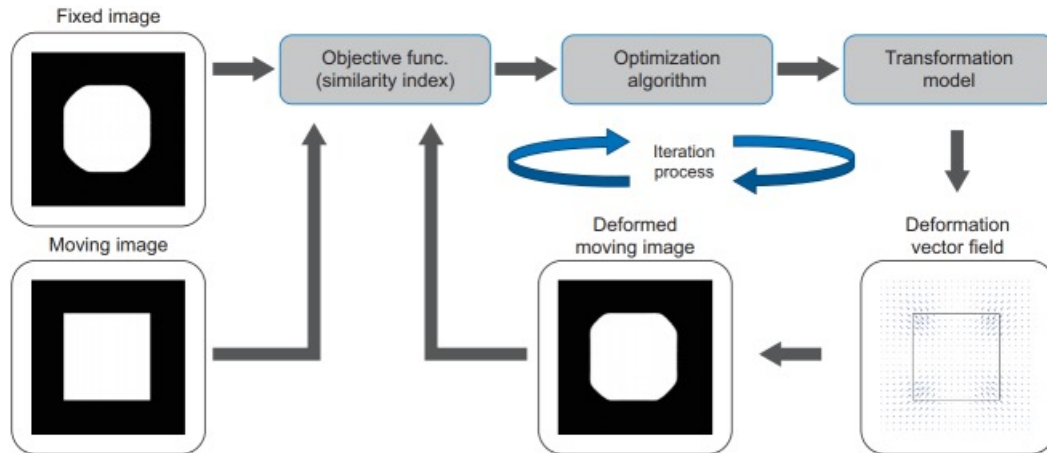 Fixed image
Objective func.
(similarity index)
Optimization
algorithm
Transformation
model
Iteration
process
Moving image
Deformed
moving image
Deformation
vector field